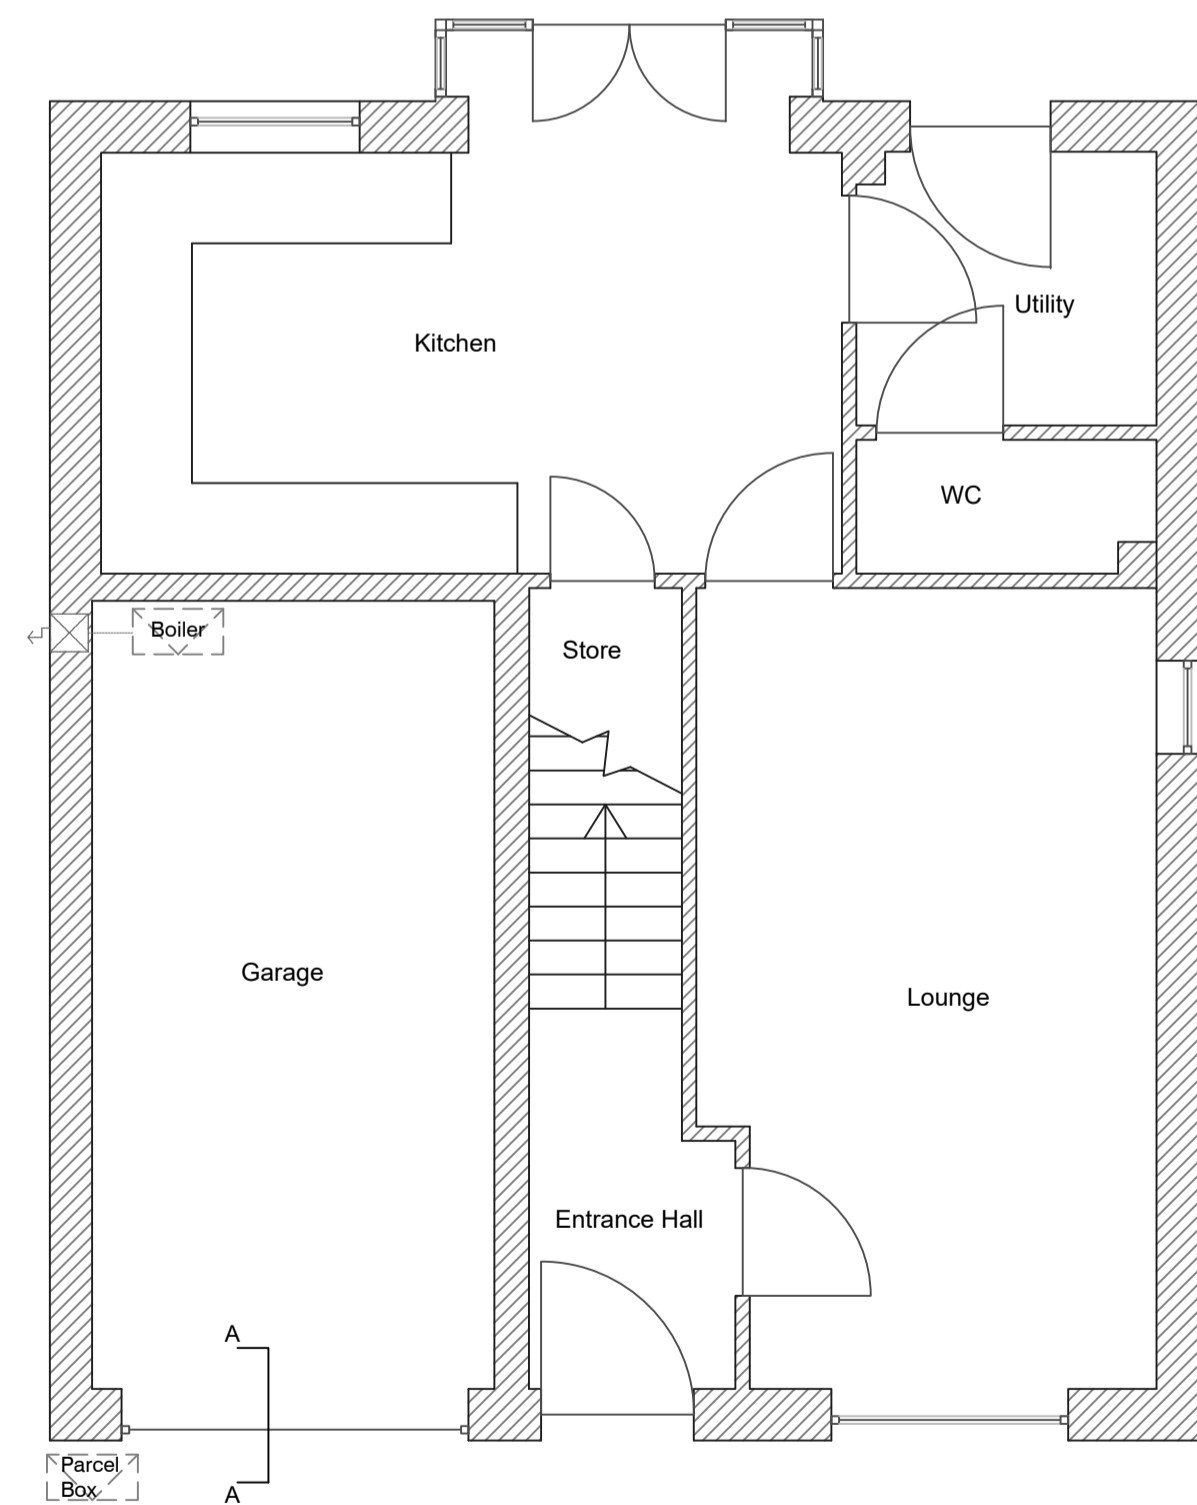 Utility
Kitchen
WC
Boiler
Store
Garage
Lounge
Entrance Hall
A
Parcel
Box
A